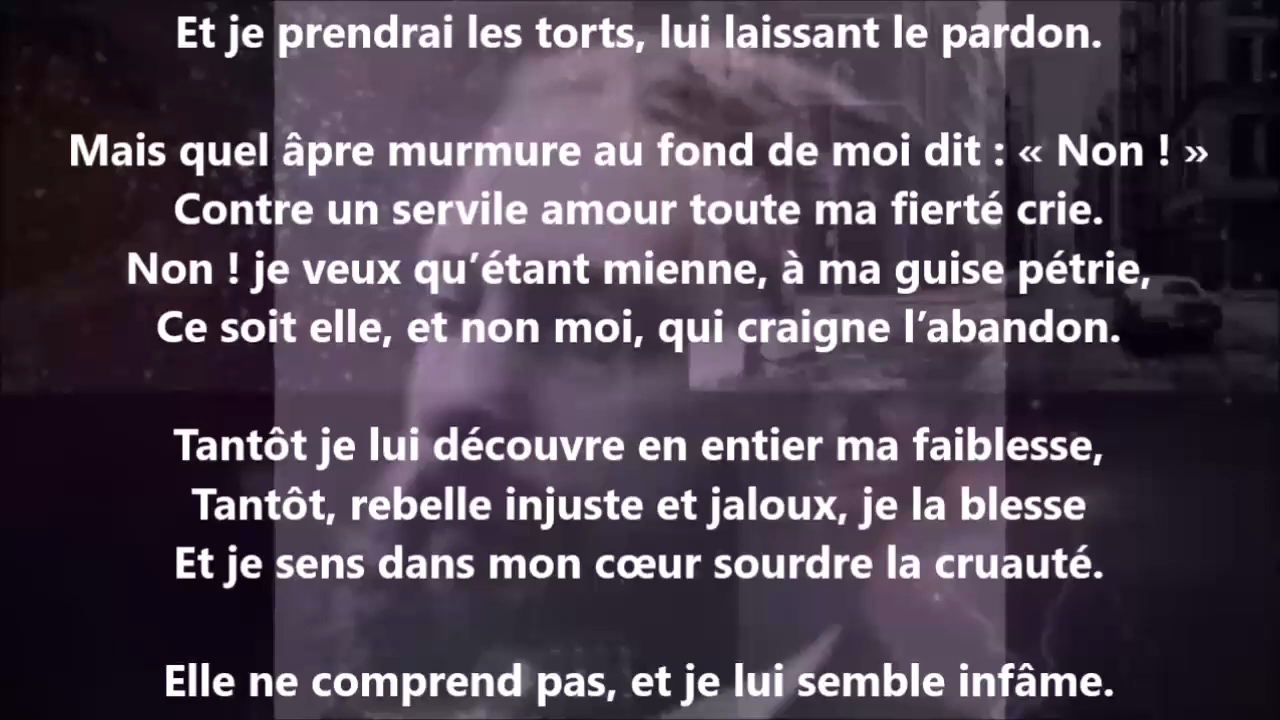 Et je prendrai les torts, lui laissant le pardon.
Mais quel âpre murmure au fond de moi dit : « Non ! »
Contre un servile amour toute ma fierté crie.
Non ! je veux qu’étant mienne, à ma guise pétrie,
Ce soit elle, et non moi, qui craigne l’abandon.
Tantôt je lui découvre en entier ma faiblesse,
Tantôt, rebelle injuste et jaloux, je la blesse
Et je sens dans mon cœur sourdre la cruauté.
Elle ne comprend pas, et je lui semble infâme.